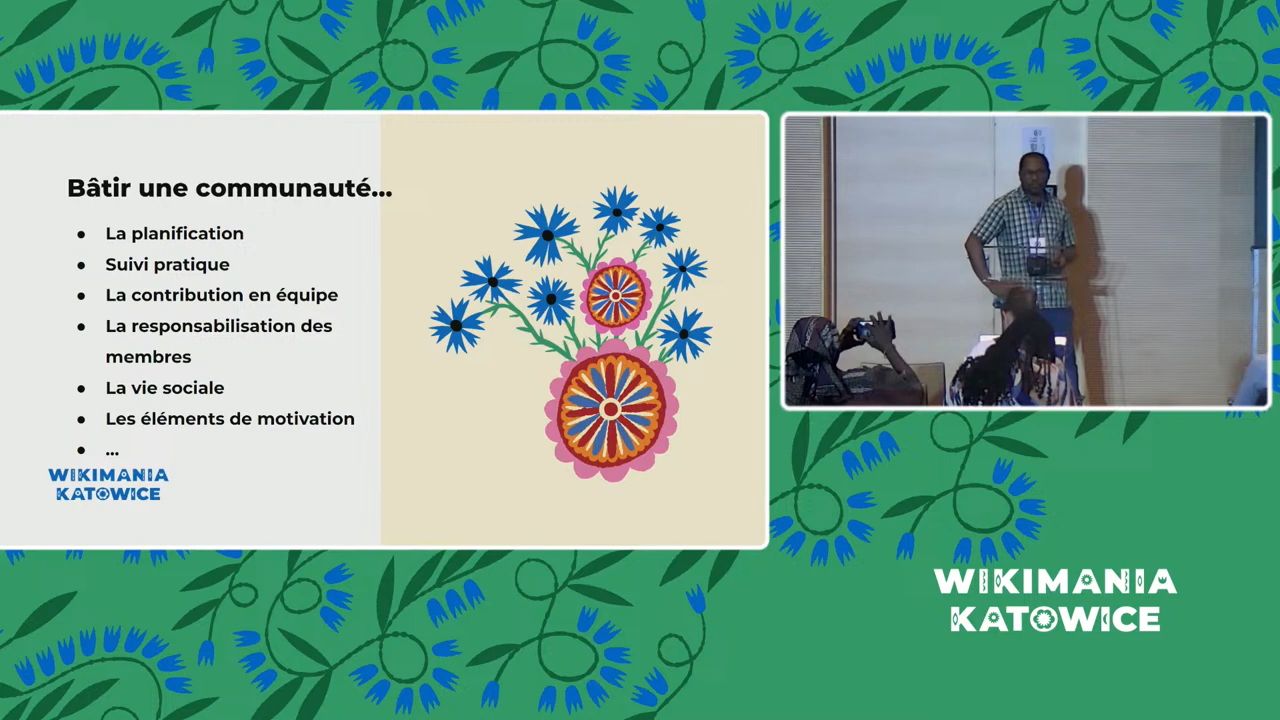 Bâtir une communauté...
● La planification
● Suivi pratique
● La contribution en équipe
● La responsabilisation des
membres
● La vie sociale
● Les éléments de motivation
● ...
WIKIMANIA
KATOWICE
WIKIMANIA
KATOWICE